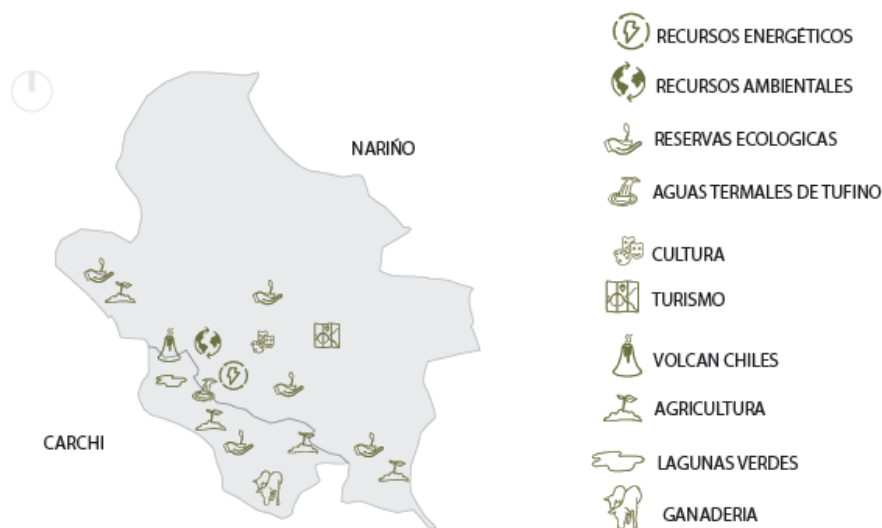 NARIÑO
CARCHI
RECURSOS ENERGÉTICOS
RECURSOS AMBIENTALES
RESERVAS ECOLOGICAS
AGUAS TERMALES DE TUFINO
CULTURA
TURISMO
VOLCAN CHILES
AGRICULTURA
LAGUNAS VERDES
GANADERIA